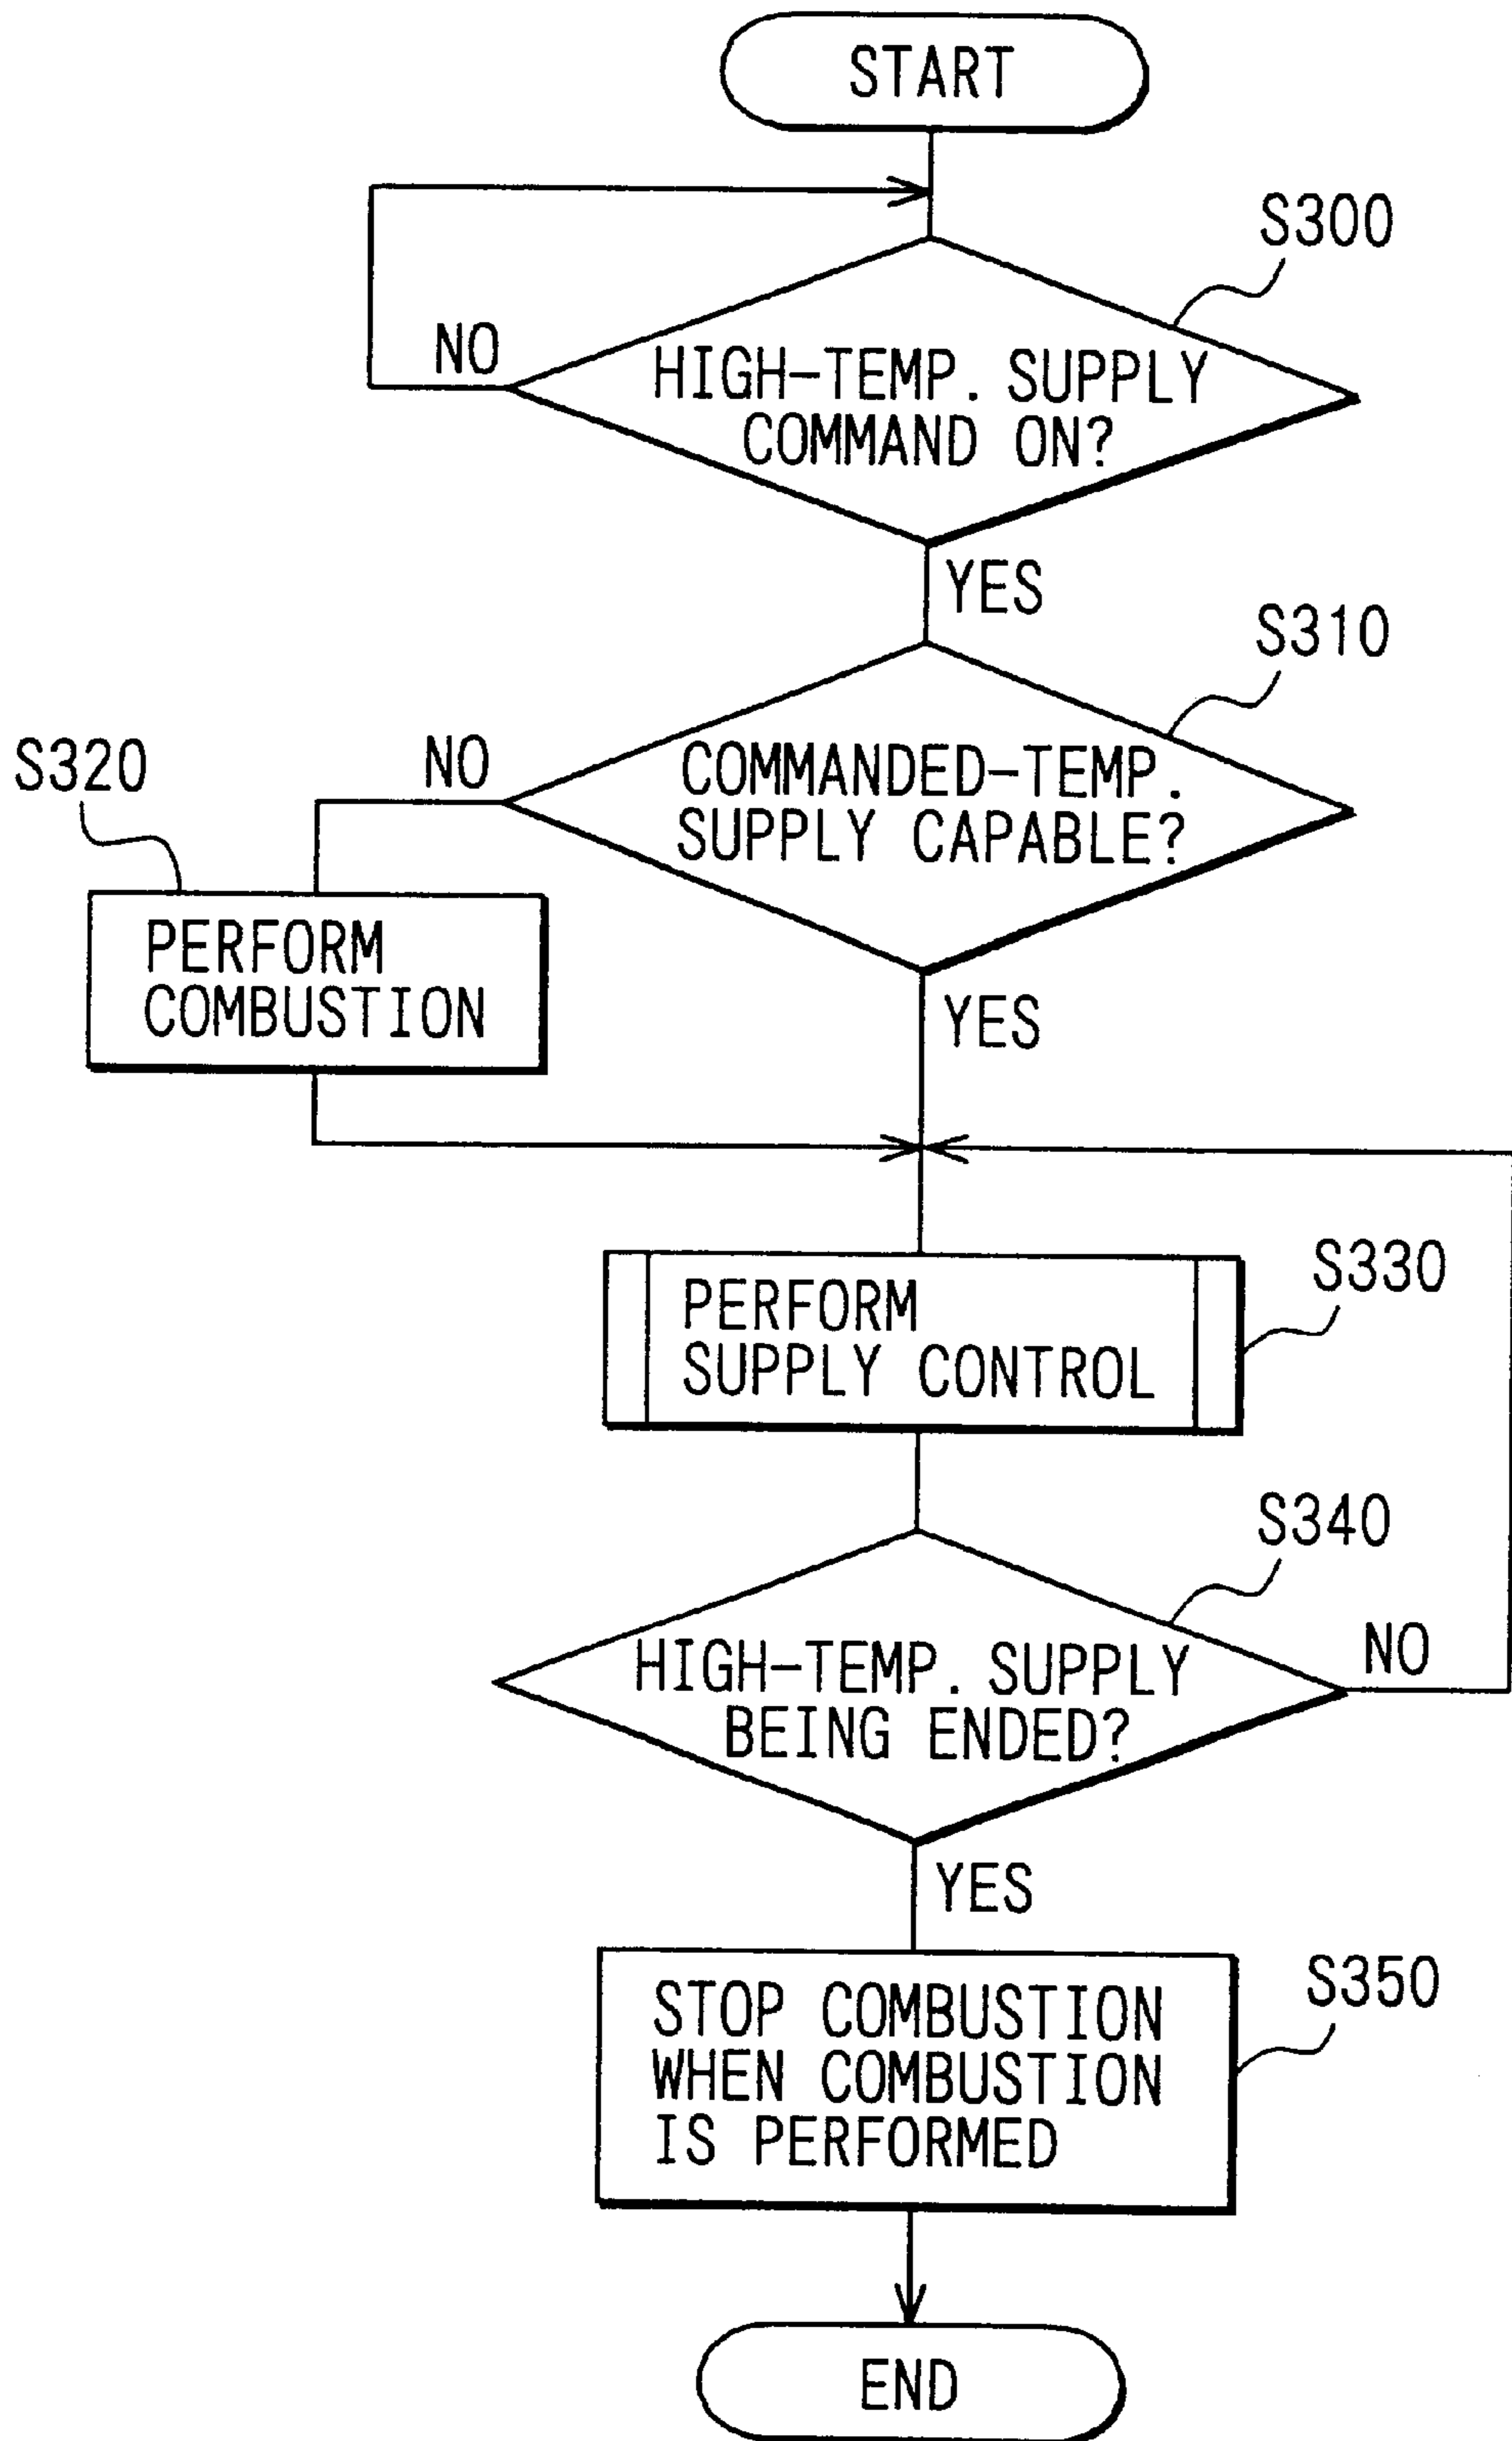 START
S300
NO
HIGH-TEMP. SUPPLY
COMMAND ON?
YES
S310
S320
NO
COMMANDED-TEMP.
SUPPLY CAPABLE?
PERFORM
COMBUSTION
YES
S330
PERFORM
SUPPLY CONTROL
S340
HIGH-TEMP. SUPPLY
BEING ENDED?
NO
YES
S350
STOP COMBUSTION
WHEN COMBUSTION
IS PERFORMED
END